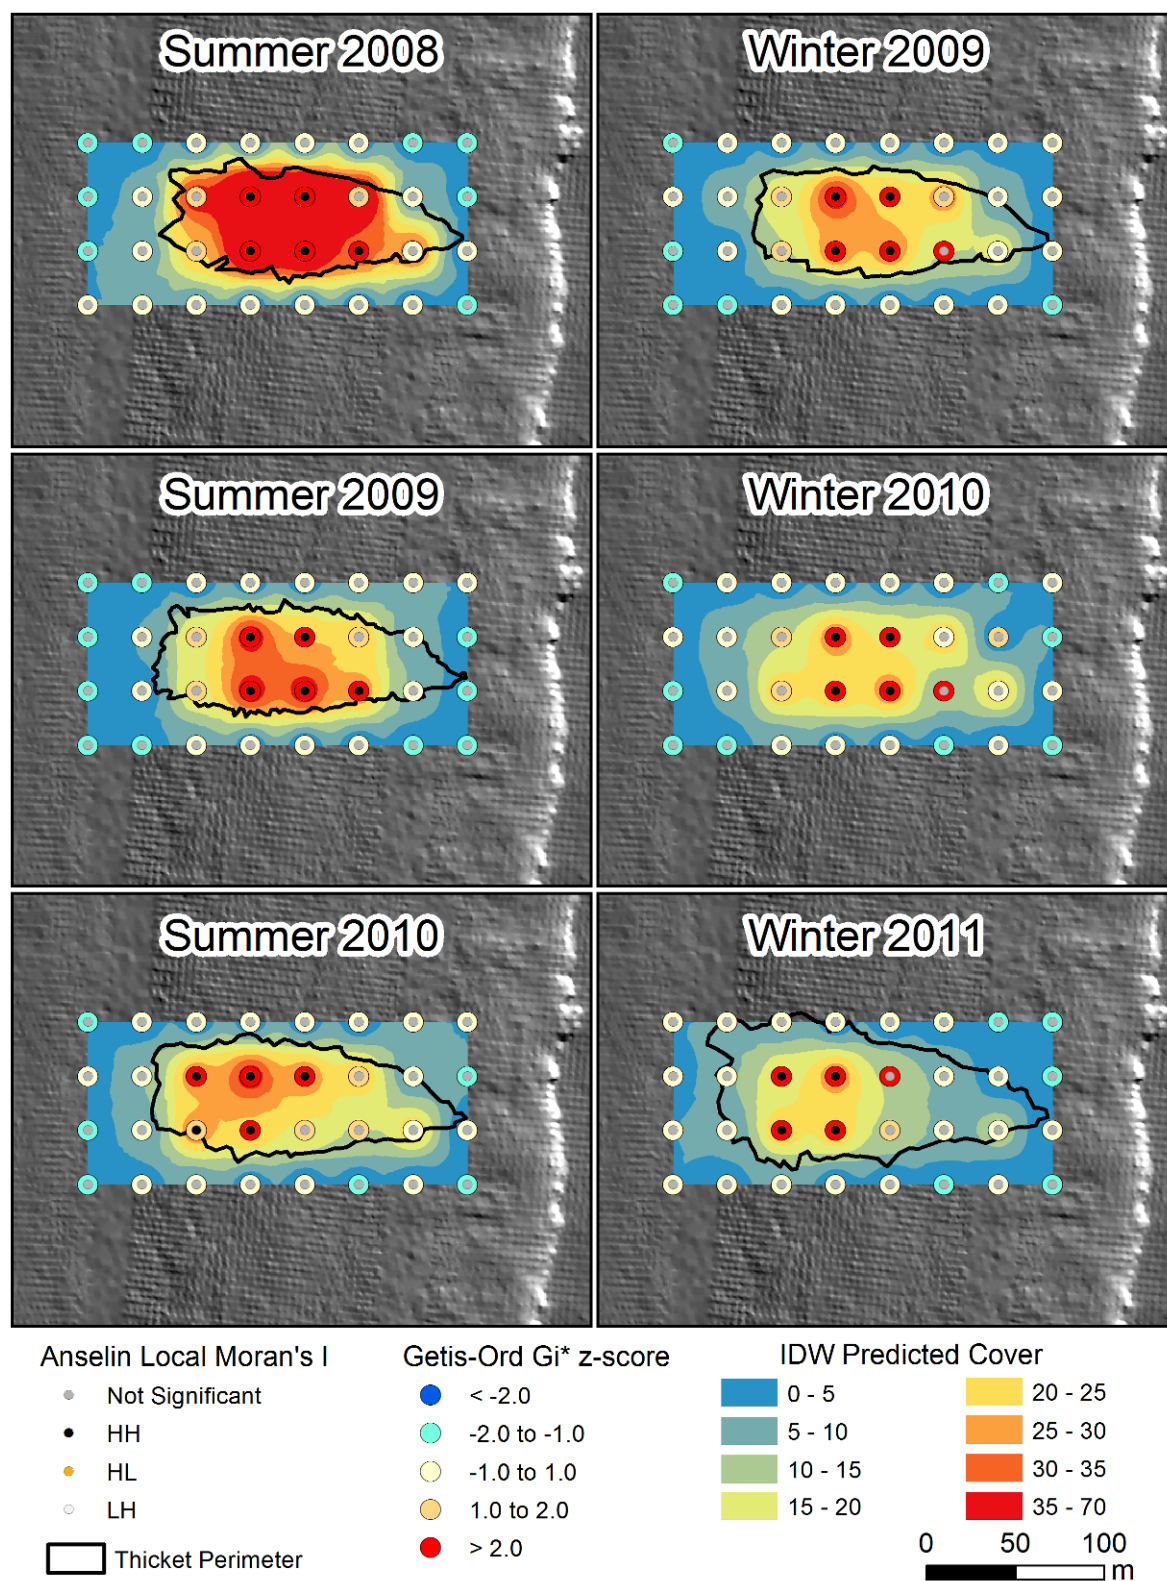 Summer 2008
Winter 2009
Summer 2009
Winter 2010
Summer 2010
Winter 2011
Anselin Local Moran's I
Not Significant
HH
HL
LH
Thicket Perimeter
Getis-Ord Gi* z-score
< -2.0
-2.0 to -1.0
-1.0 to 1.0
1.0 to 2.0
> 2.0
IDW Predicted Cover
0 - 5
5 - 10
10 - 15
15 - 20
20 - 25
25 - 30
30 - 35
35 - 70
0 50 100
m